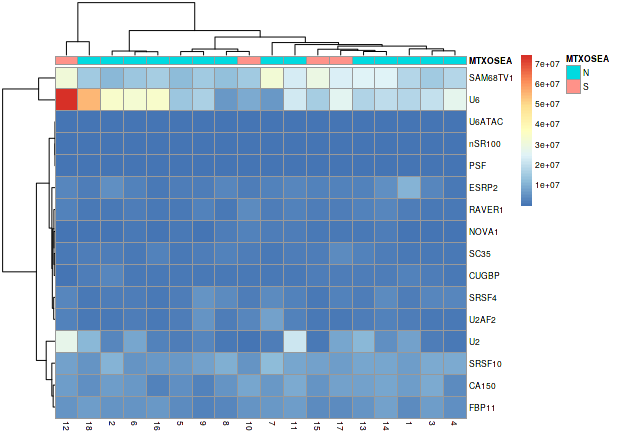 MTXOSEA
SAM68TV1
U6
U6ATAC
nSR100
PSF
ESRP2
RAVER1
NOVA1
SC35
CUGBP
SRSF4
U2AF2
U2
SRSF10
CA150
FBP11
12 18 2 6 16 5 9 8 10 7 11 15 17 13 14 1 3 4
7e+07
6e+07
5e+07
4e+07
3e+07
2e+07
1e+07
MTXOSEA
N
S